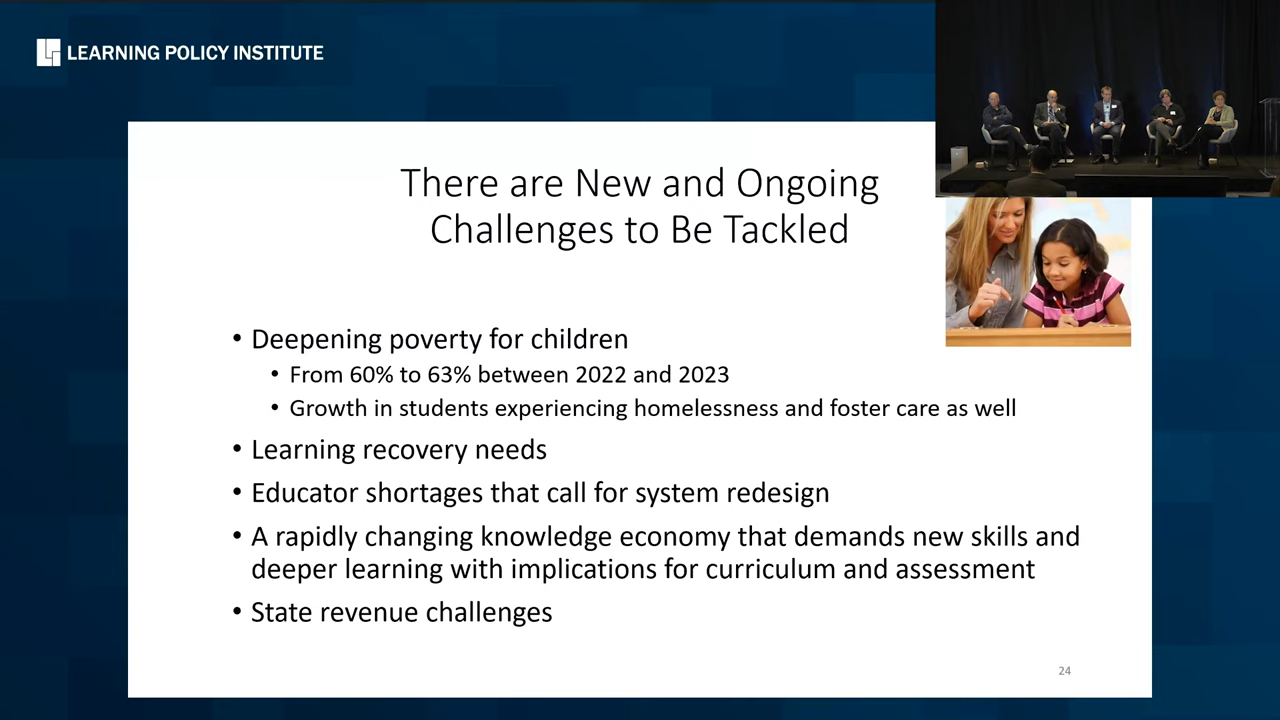 LEARNING POLICY INSTITUTE
There are New and Ongoing
Challenges to Be Tackled
• Deepening poverty for children
• From 60% to 63% between 2022 and 2023
• Growth in students experiencing homelessness and foster care as well
• Learning recovery needs
• Educator shortages that call for system redesign
• A rapidly changing knowledge economy that demands new skills and
deeper learning with implications for curriculum and assessment
• State revenue challenges
24